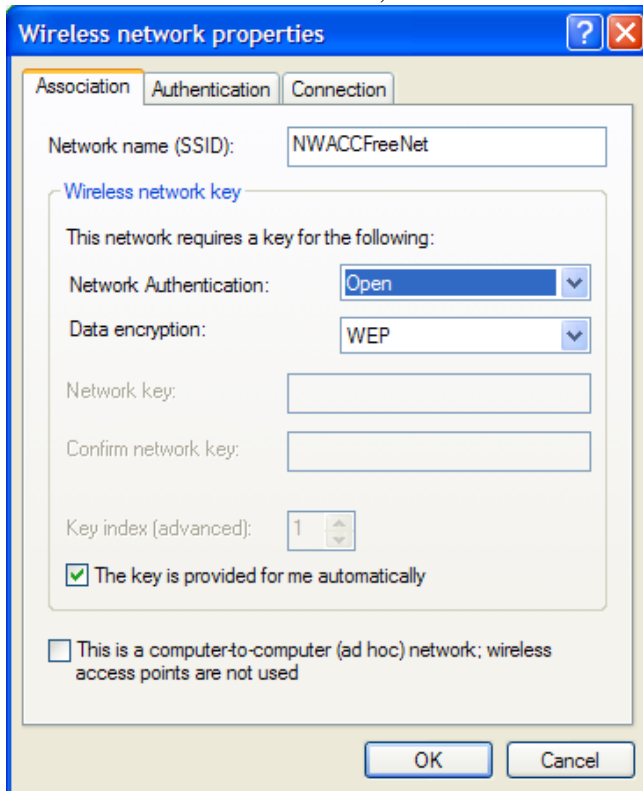 Wireless network properties
Association Authentication Connection
Network name (SSID): NWACCFreeNet
Wireless network key
This network requires a key for the following:
Network Authentication: Open
Data encryption: WEP
Network key:
Confirm network key:
Key index (advanced): 1
The key is provided for me automatically
This is a computer-to-computer (ad hoc) network; wireless
access points are not used
OK Cancel